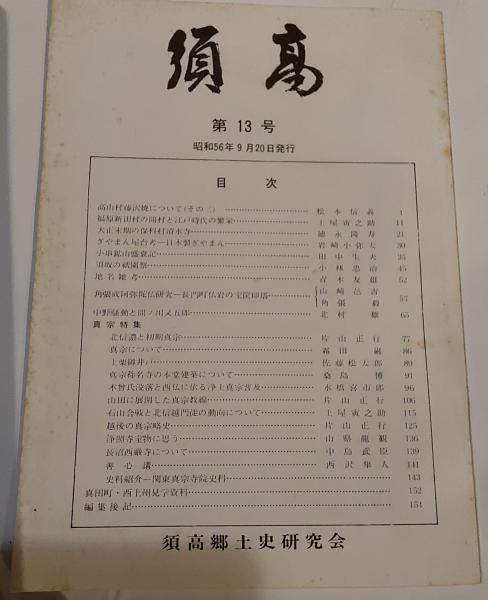 須高
第13号
昭和56年9月20日発行
目次
高山村藤沢焼について(その三) 松本信義 1
福原新田村の開村と江戸時代の繁栄 土屋寅之助 14
大正末期の保科村清水寺 徳永隆寿 21
ぎやまん屋台考—日本製ぎやまん 岩崎小弥太 30
小串鉱山盛衰記 田中生夫 35
須坂の祇園祭 小林忠治 45
地名雑考 青木友雄 52
角張成阿弥陀仏研究—長門町仏岩の宝篋印塔 山崎邑吉 角張毅 57
中野騒動と間ノ川又五郎 北村 65
真宗特集
北信濃と初期真宗 片山正行 77
真宗について 霜田嗣 86
上栗御井戸 佐藤松太郎 89
真宗称名寺の本堂建築について 桑島博 91
木曽氏没落と西仏に依る浄土真宗普及 水橋喜市郎 96
山田に展開した真宗教線 片山正行 106
石山合戦と北信越門徒の動向について 土屋寅之助 115
越後の真宗略史 片山正行 125
浄照寺宝物に思う 山県龍観 136
長沼西厳寺について 中島武臣 139
善心講 西沢隼人 141
史料紹介—関東真宗寺院史料 143
真田町・西上州見学資料 152
編集後記 154
須高郷土史研究会